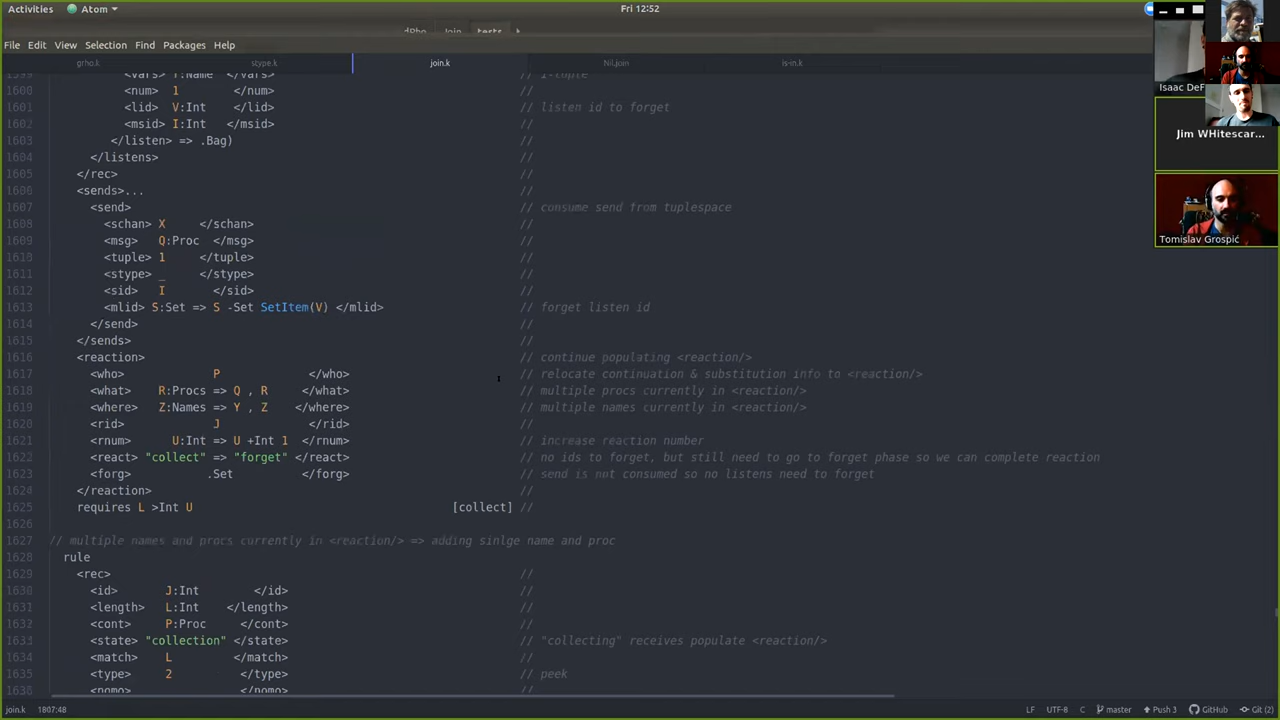 Activities Atom Fri 12:52
tests
File Edit View Selection Find Packages Help
grho.k stype.k join.k Nil.join is-in.k
Isaac DeF
Jim WHitescar...
Tomislav Grospić
1599 <vars> T:Name </vars> // 1-tuple
1600 <num> 1 </num> //
1601 <lid> V:Int </lid> // listen id to forget
1602 <msid> I:Int </msid> //
1603 </listen> => .Bag) //
1604 </listens> //
1605 </rec> //
1606 <sends>... //
1607 <send> // consume send from tuplespace
1608 <schan> X </schan> //
1609 <msg> Q:Proc </msg> //
1610 <tuple> 1 </tuple> //
1611 <stype> _ </stype> //
1612 <sid> I </sid> //
1613 <mlid> S:Set => S -Set SetItem(V) </mlid> // forget listen id
1614 </send> //
1615 </sends> //
1616 <reaction> // continue populating <reaction/>
1617 <who> P </who> // relocate continuation & substitution info to <reaction/>
1618 <what> R:Procs => Q , R </what> // multiple procs currently in <reaction/>
1619 <where> Z:Names => Y , Z </where> // multiple names currently in <reaction/>
1620 <rid> J </rid> //
1621 <rnum> U:Int => U +Int 1 </rnum> // increase reaction number
1622 <react> "collect" => "forget" </react> // no ids to forget, but still need to go to forget phase so we can complete reaction
1623 <forg> .Set </forg> // send is not consumed so no listens need to forget
1624 </reaction> //
1625 requires L >Int U [collect] //
1626
1627 // multiple names and procs currently in <reaction/> => adding sinlge name and proc
1628 rule
1629 <rec> //
1630 <id> J:Int </id> //
1631 <length> L:Int </length> //
1632 <cont> P:Proc </cont> //
1633 <state> "collection" </state> // "collecting" receives populate <reaction/>
1634 <match> L </match> //
1635 <type> 2 </type> // peek
1636 <nomo> </nomo> //
join.k 1807:48 LF UTF-8 C master Push 3 GitHub Git (2)